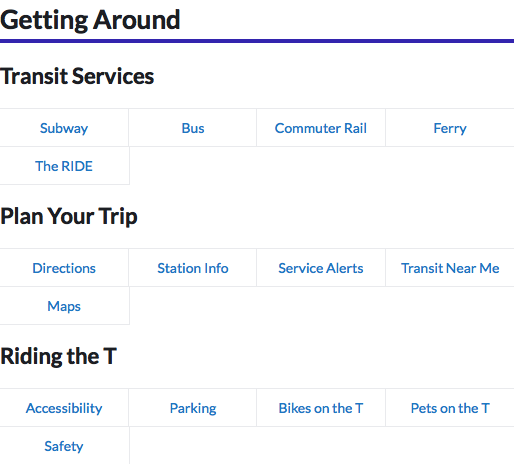 Getting Around
Transit Services
Subway Bus Commuter Rail Ferry
The RIDE
Plan Your Trip
Directions Station Info Service Alerts Transit Near Me
Maps
Riding the T
Accessibility Parking Bikes on the T Pets on the T
Safety